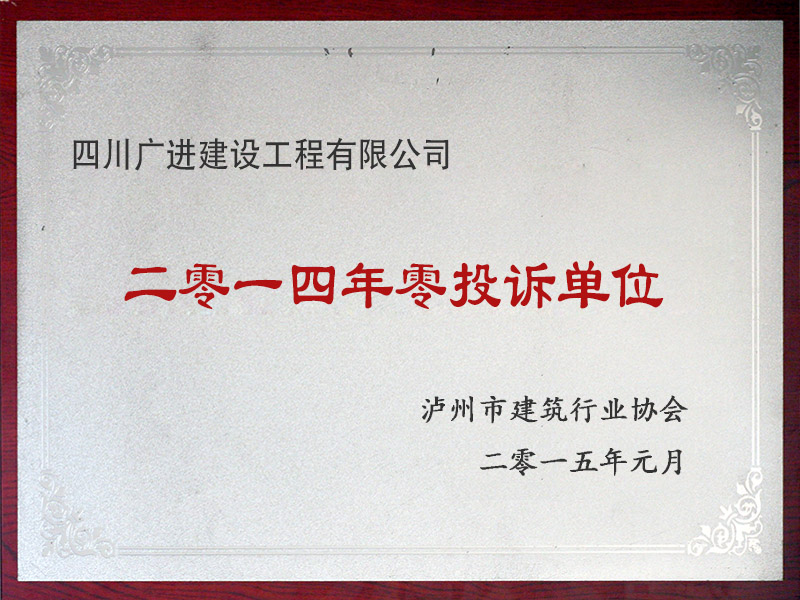 四川广进建设工程有限公司
二零一四年零投诉单位
泸州市建筑行业协会
二零一五年元月